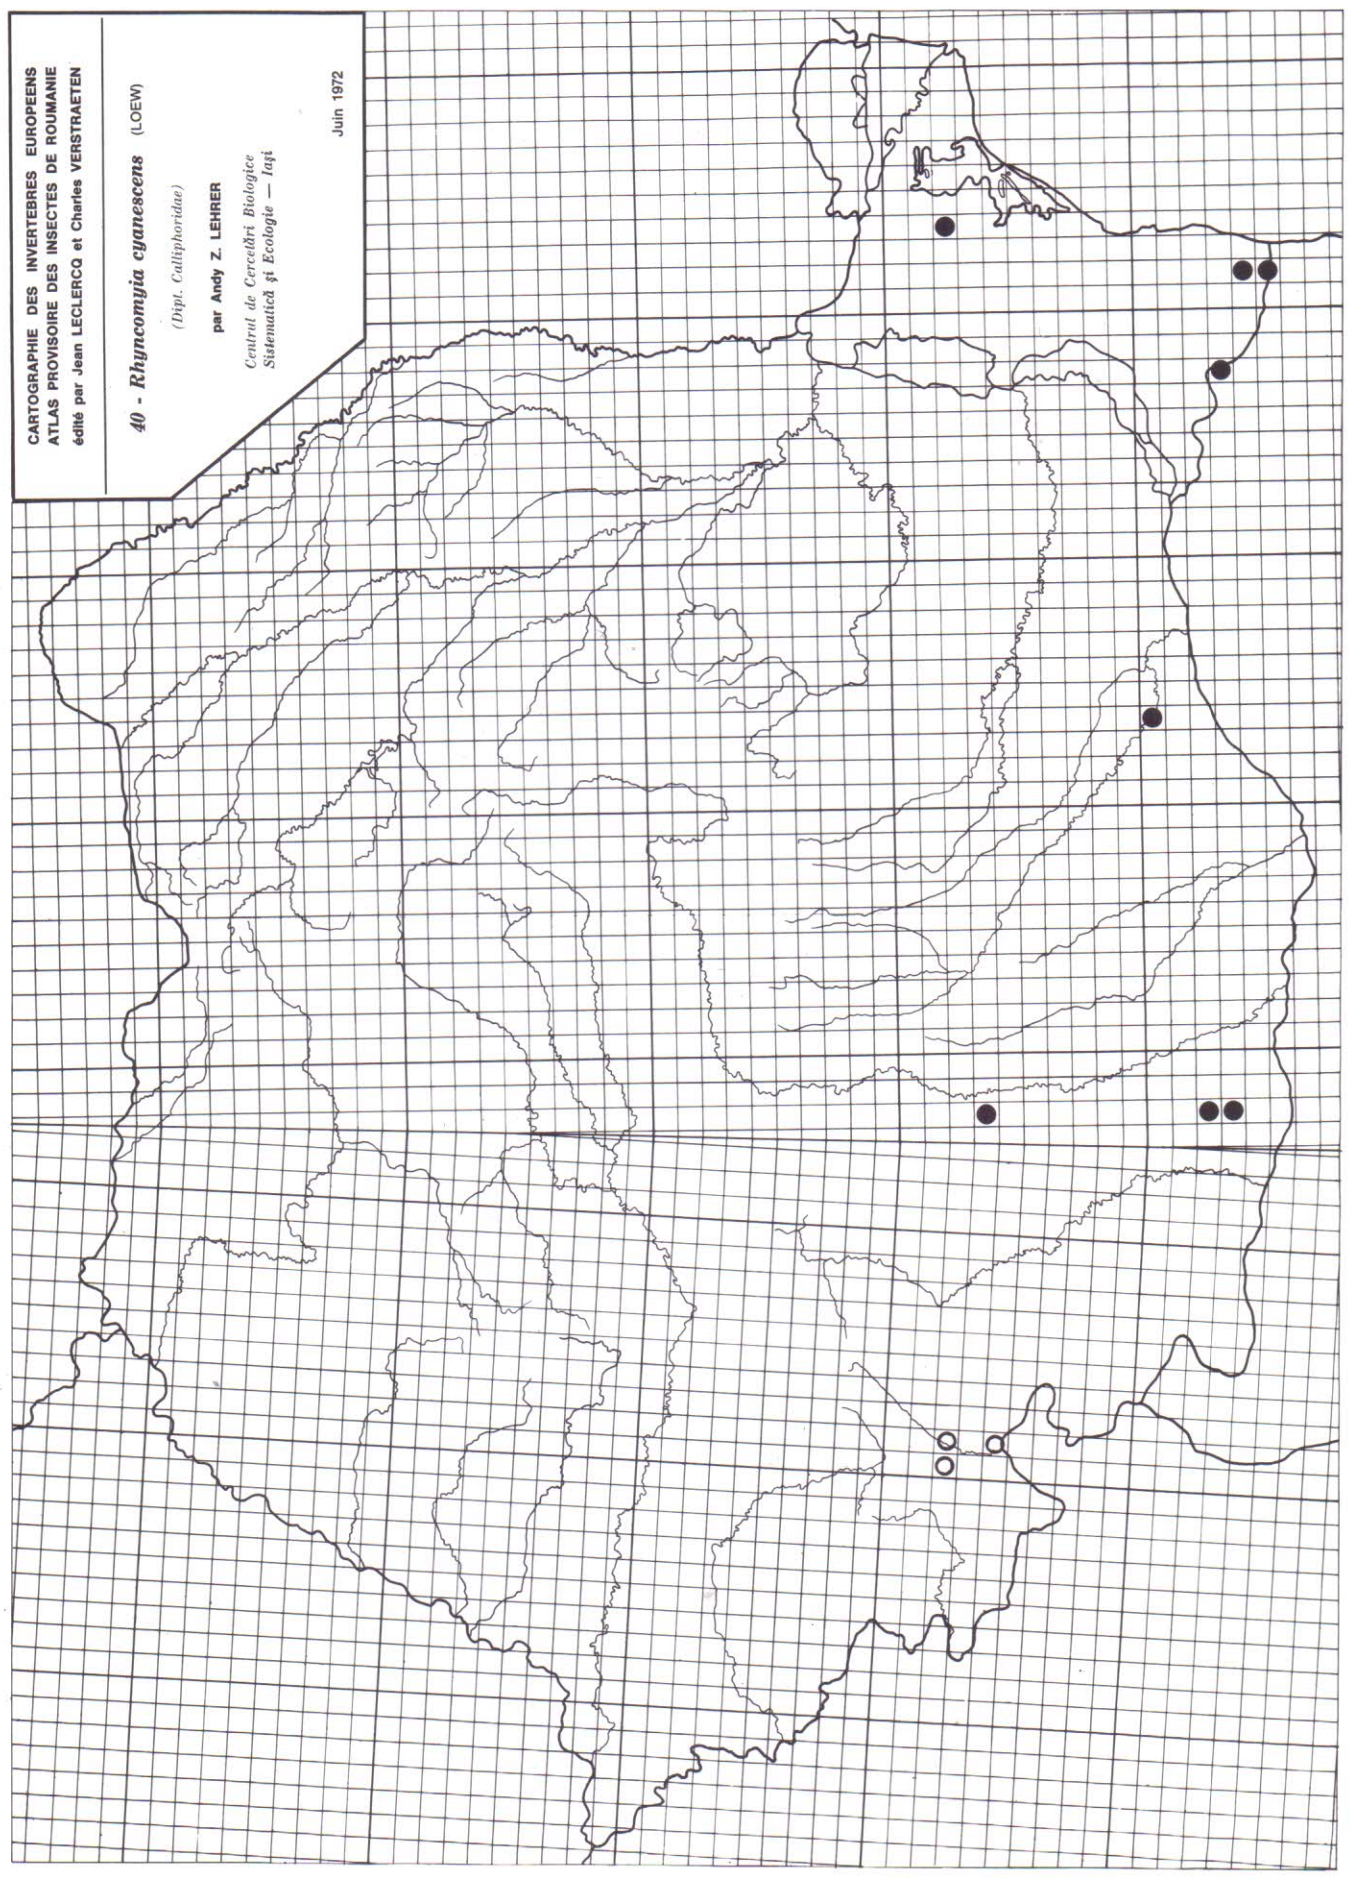 CARTOGRAPHIE DES INVERTEBRES EUROPEENS
ATLAS PROVISOIRE DES INSECTES DE ROUMANIE
édité par Jean LECLERCQ et Charles VERSTRAETEN
40 - Rhyncomyia cyanescens (LOEW)
(Dipt. Calliphoridae)
par Andy Z. LEHRER
Centrul de Cercetări Biologice
Sistematică şi Ecologie — Iaşi
Juin 1972